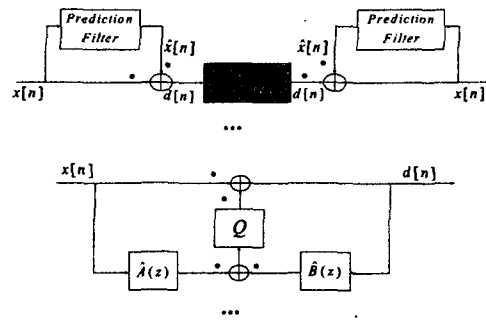 Prediction Filter
Prediction Filter
x̂[n]
x̂[n]
x[n]
d[n]
d[n]
x[n]
...
x[n]
d[n]
Q
Â(z)
B̂(z)
...